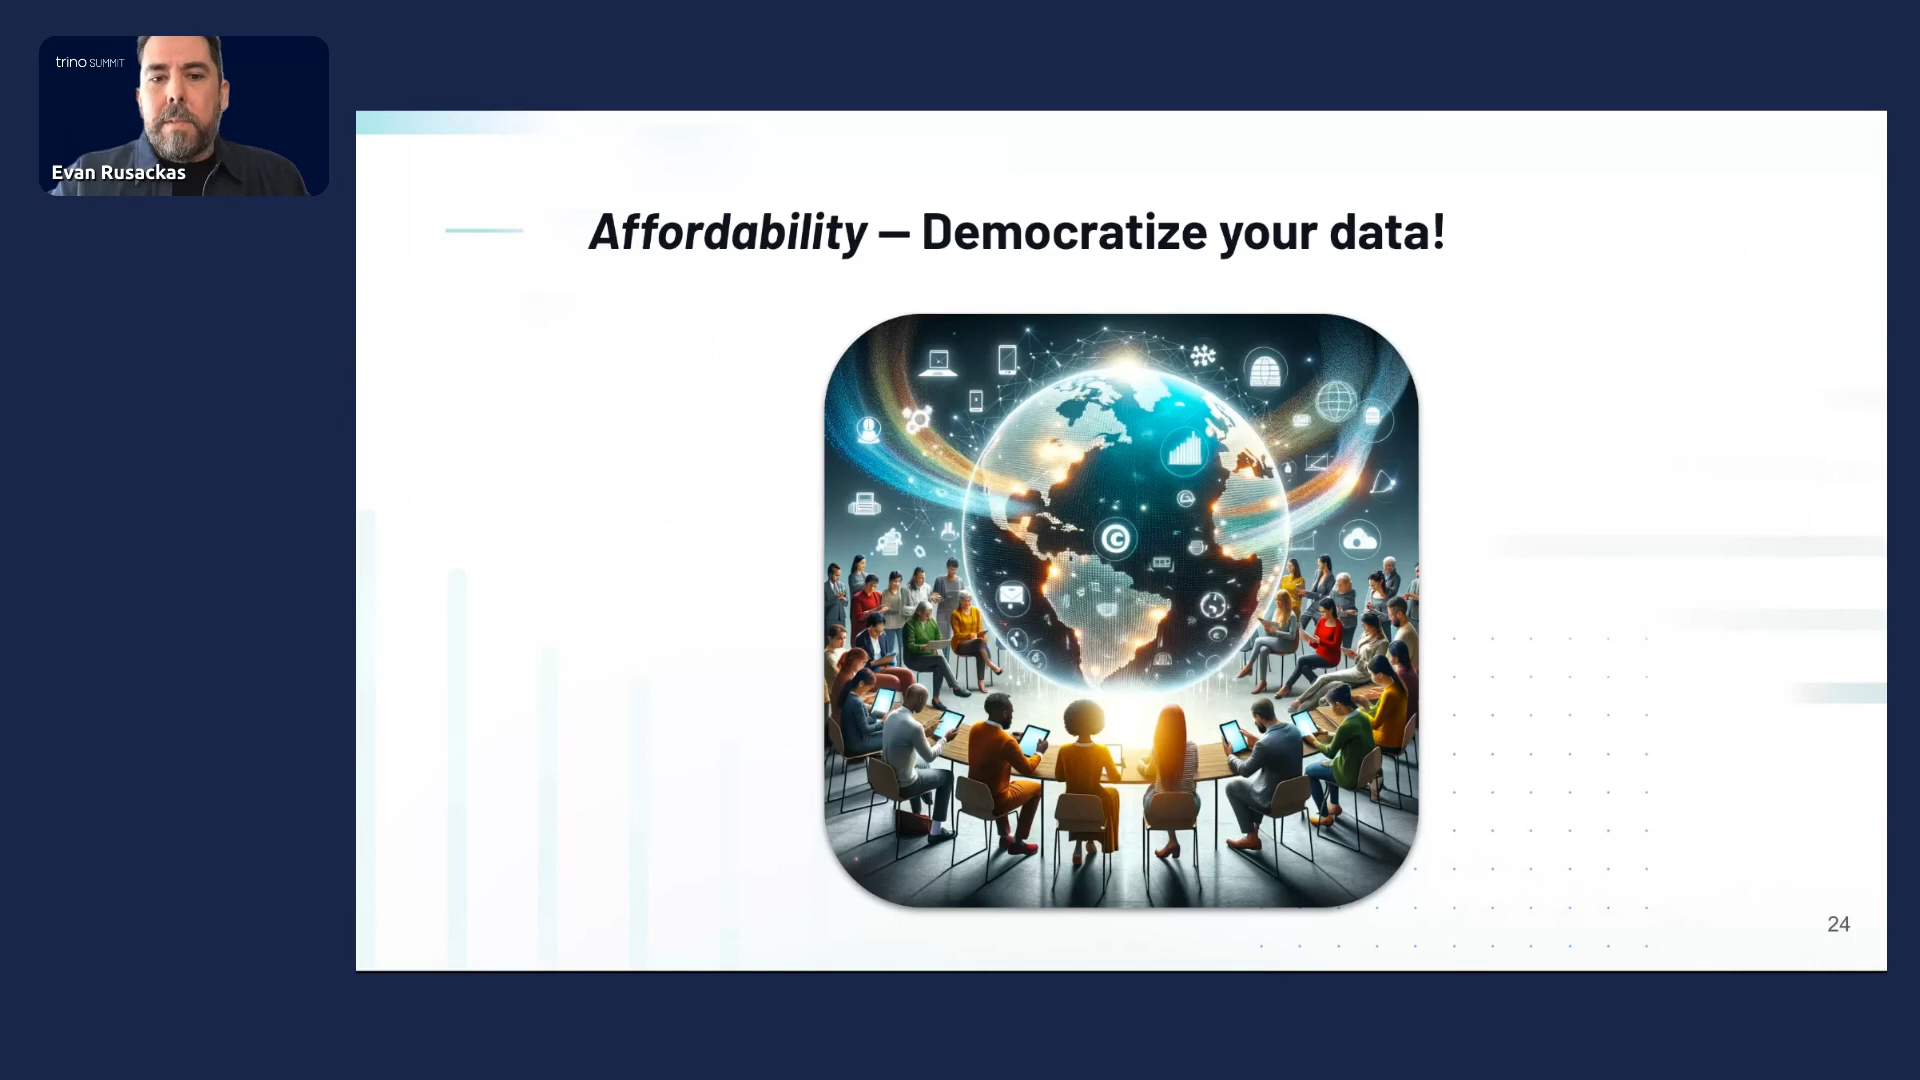 trino SUMMIT
Evan Rusackas
Affordability — Democratize your data!
24